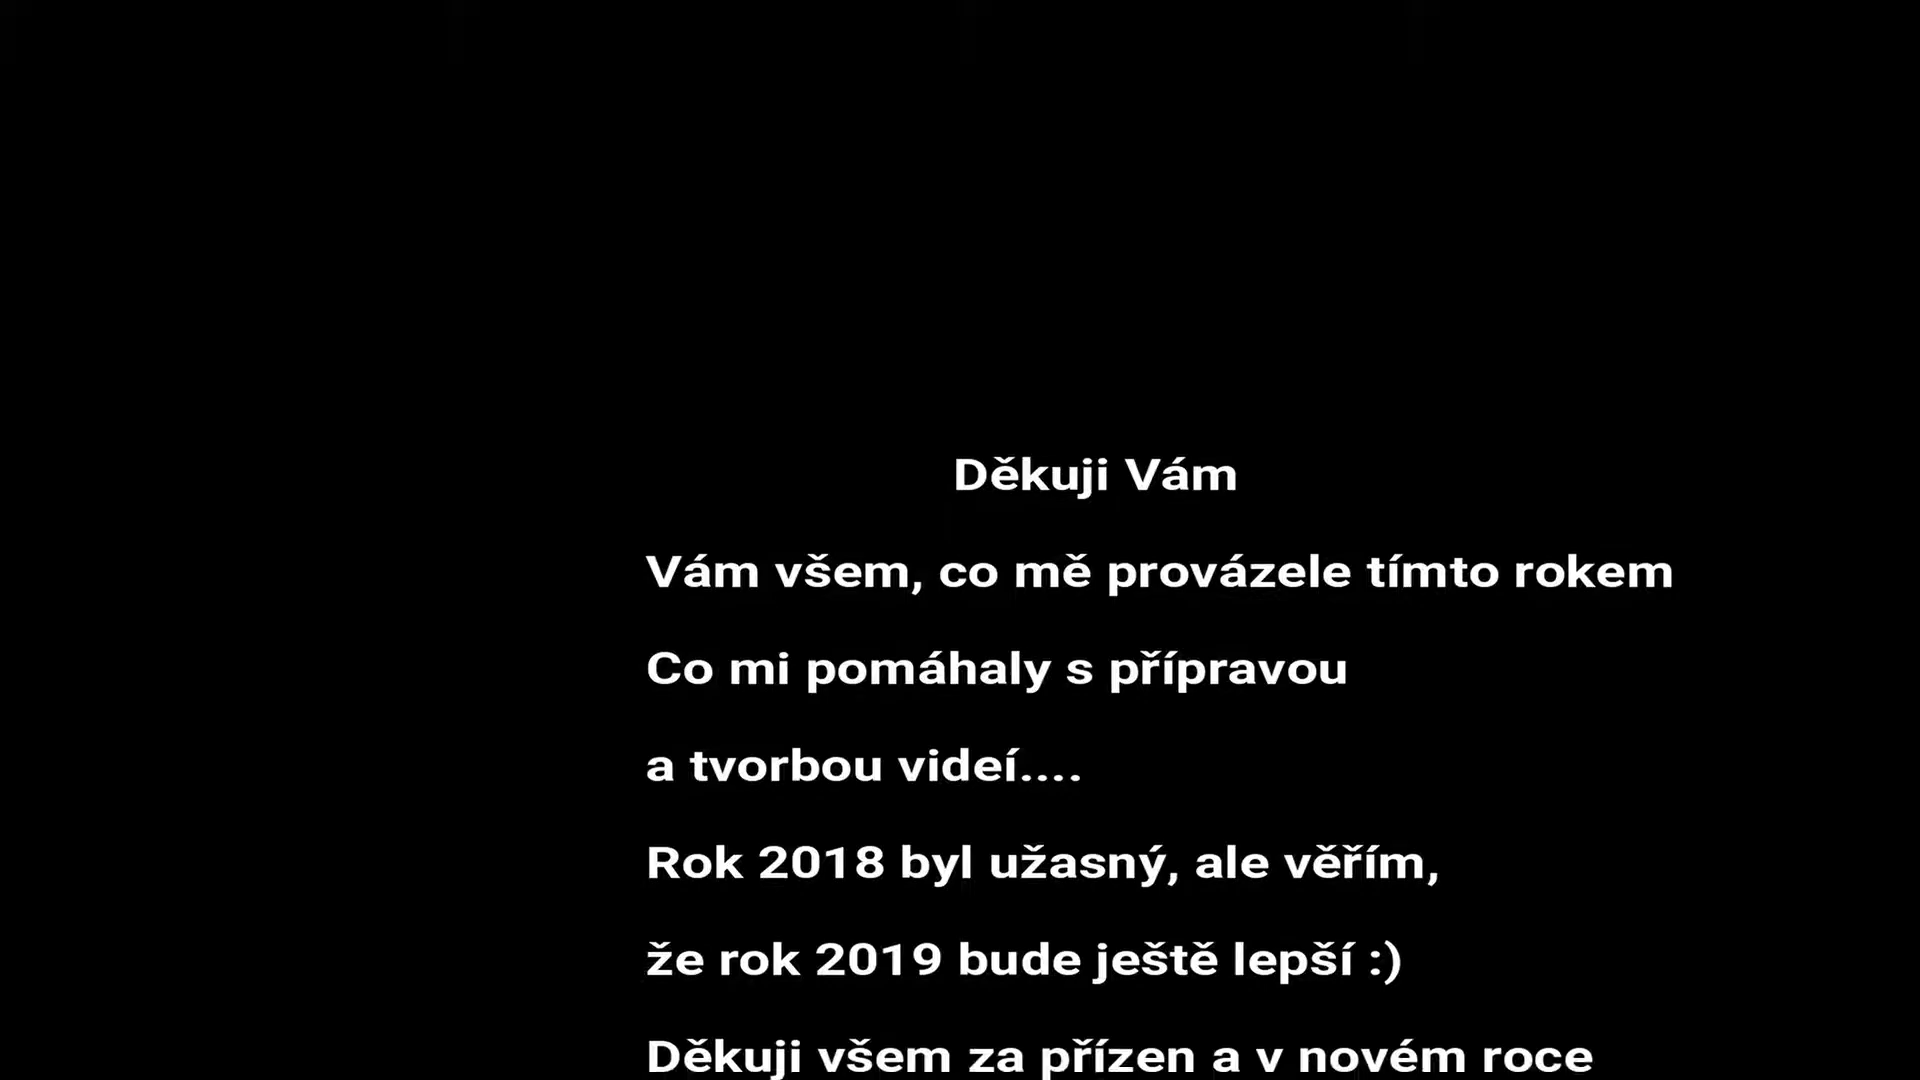 Děkuji Vám
Vám všem, co mě provázele tímto rokem
Co mi pomáhaly s přípravou
a tvorbou videí....
Rok 2018 byl užasný, ale věřím,
že rok 2019 bude ještě lepší :)
Děkuji všem za přízen a v novém roce